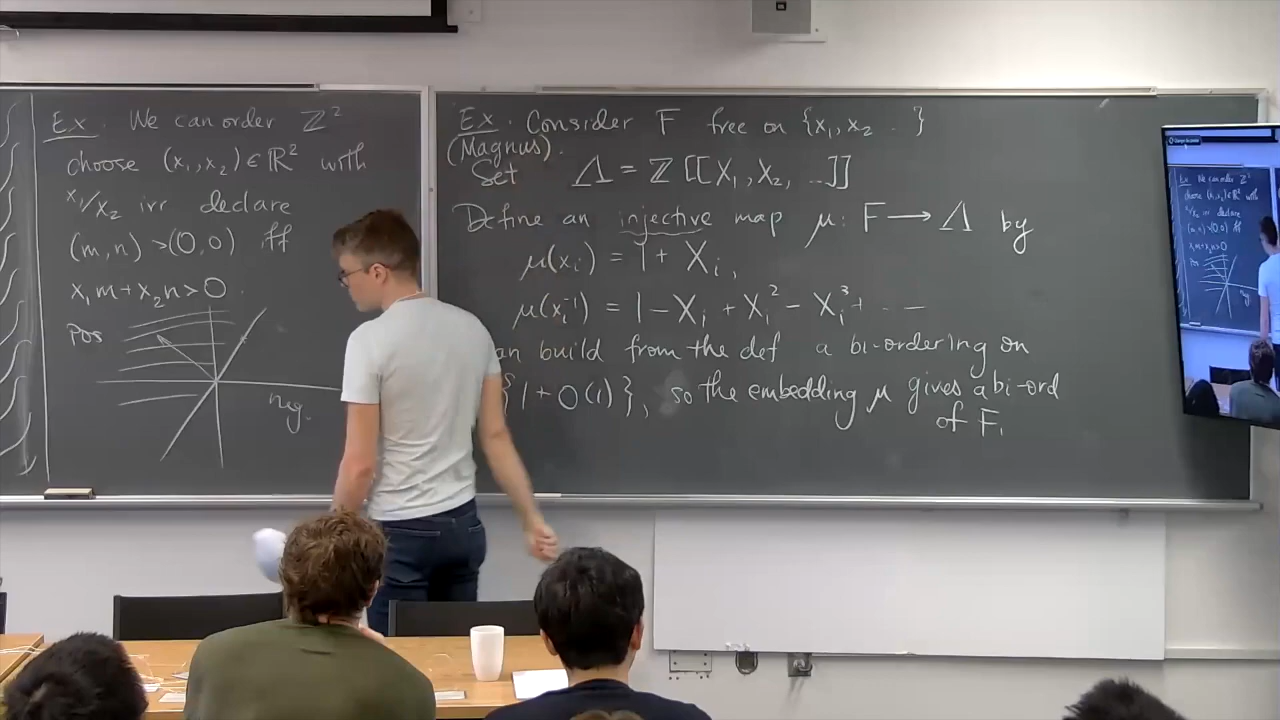 Ex. We can order ℤ²
choose (x₁, x₂) ∈ ℝ² with
x₁/x₂ irr declare
(m, n) > (0, 0) iff
x₁m + x₂n > 0.
pos
neg.
Ex. Consider F free on {x₁, x₂ . }
(Magnus).
Set Λ = ℤ[[X₁, X₂, ...]]
Define an injective map μ: F → Λ by
μ(xᵢ) = 1 + Xᵢ,
μ(xᵢ⁻¹) = 1 - Xᵢ + Xᵢ² - Xᵢ³ + ...
build from the def a bi-ordering on
{1 + O(1)}, so the embedding μ gives a bi-ord
of F.